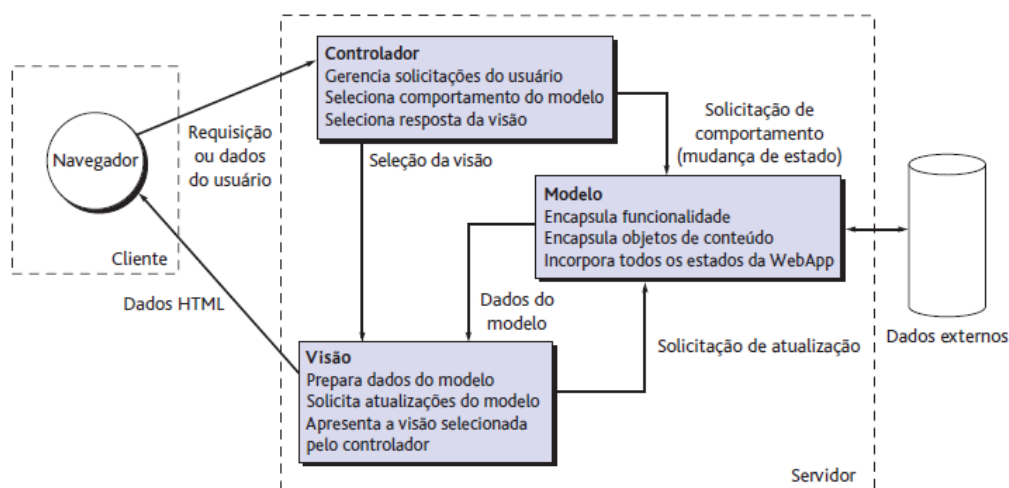 Controlador
Gerencia solicitações do usuário
Seleciona comportamento do modelo
Seleciona resposta da visão
Navegador
Cliente
Requisição
ou dados
do usuário
Seleção da visão
Solicitação de
comportamento
(mudança de estado)
Modelo
Encapsula funcionalidade
Encapsula objetos de conteúdo
Incorpora todos os estados da WebApp
Dados externos
Dados HTML
Dados do
modelo
Solicitação de atualização
Visão
Prepara dados do modelo
Solicita atualizações do modelo
Apresenta a visão selecionada
pelo controlador
Servidor